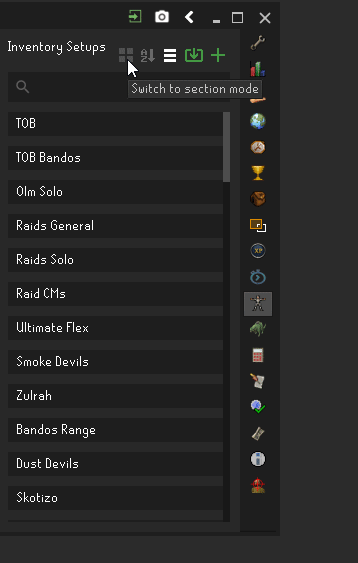 Inventory Setups
Switch to section mode
TOB
TOB Bandos
Olm Solo
Raids General
Raids Solo
Raid CMs
Ultimate Flex
Smoke Devils
Zulrah
Bandos Range
Dust Devils
Skotizo
XP